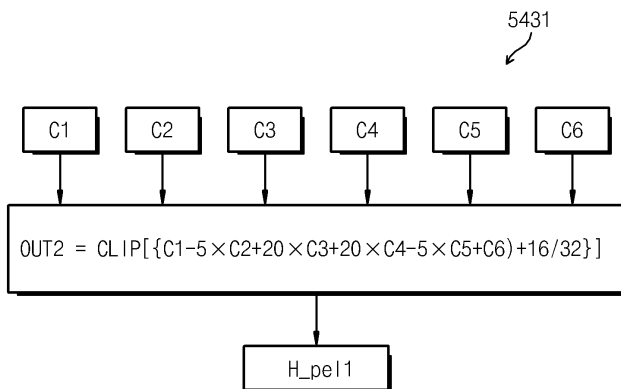 5431
C1 C2 C3 C4 C5 C6
OUT2 = CLIP[{C1-5×C2+20×C3+20×C4-5×C5+C6)+16/32}]
H_pel1